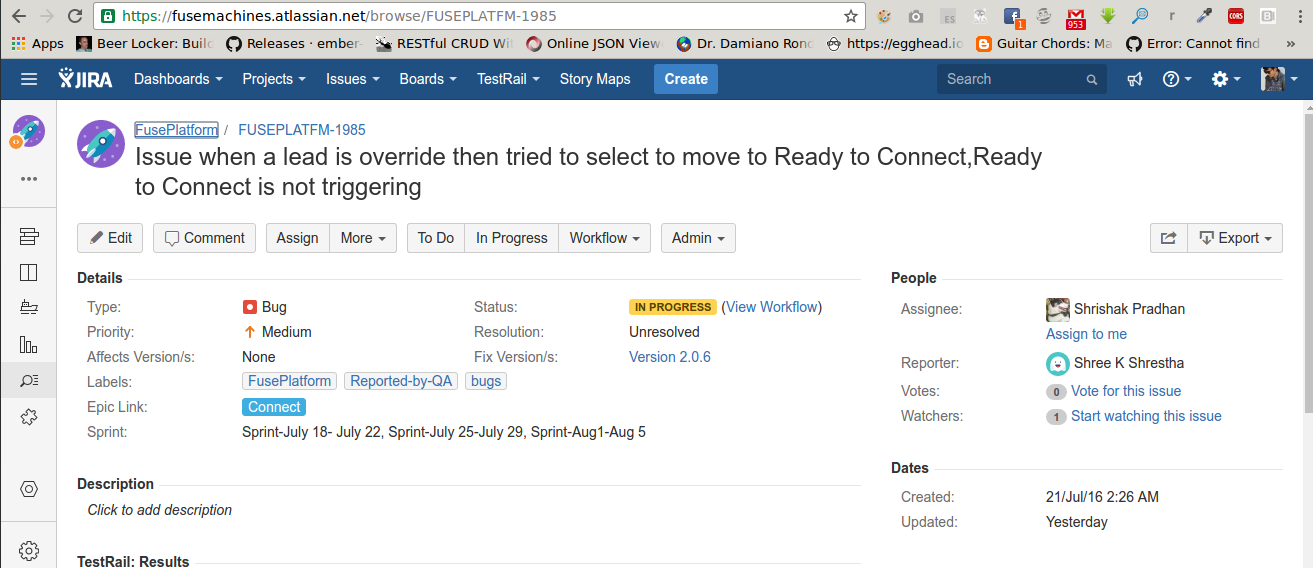 https://fusemachines.atlassian.net/browse/FUSEPLATFM-1985
ES
1
953
r
CORS
B
Apps
Beer Locker: Buil
Releases · ember-
RESTful CRUD Wi
Online JSON View
Dr. Damiano Ron
https://egghead.io
Guitar Chords: Ma
Error: Cannot find
»
JIRA
Dashboards
Projects
Issues
Boards
TestRail
Story Maps
Create
Search
FusePlatform / FUSEPLATFM-1985
Issue when a lead is override then tried to select to move to Ready to Connect,Ready
to Connect is not triggering
Edit
Comment
Assign
More
To Do
In Progress
Workflow
Admin
Export
Details
Type: Bug
Status: IN PROGRESS (View Workflow)
Priority: Medium
Resolution: Unresolved
Affects Version/s: None
Fix Version/s: Version 2.0.6
Labels: FusePlatform Reported-by-QA bugs
Epic Link: Connect
Sprint: Sprint-July 18- July 22, Sprint-July 25-July 29, Sprint-Aug1-Aug 5
Description
Click to add description
TestRail: Results
People
Assignee: Shrishak Pradhan
Assign to me
Reporter: Shree K Shrestha
Votes: 0 Vote for this issue
Watchers: 1 Start watching this issue
Dates
Created: 21/Jul/16 2:26 AM
Updated: Yesterday